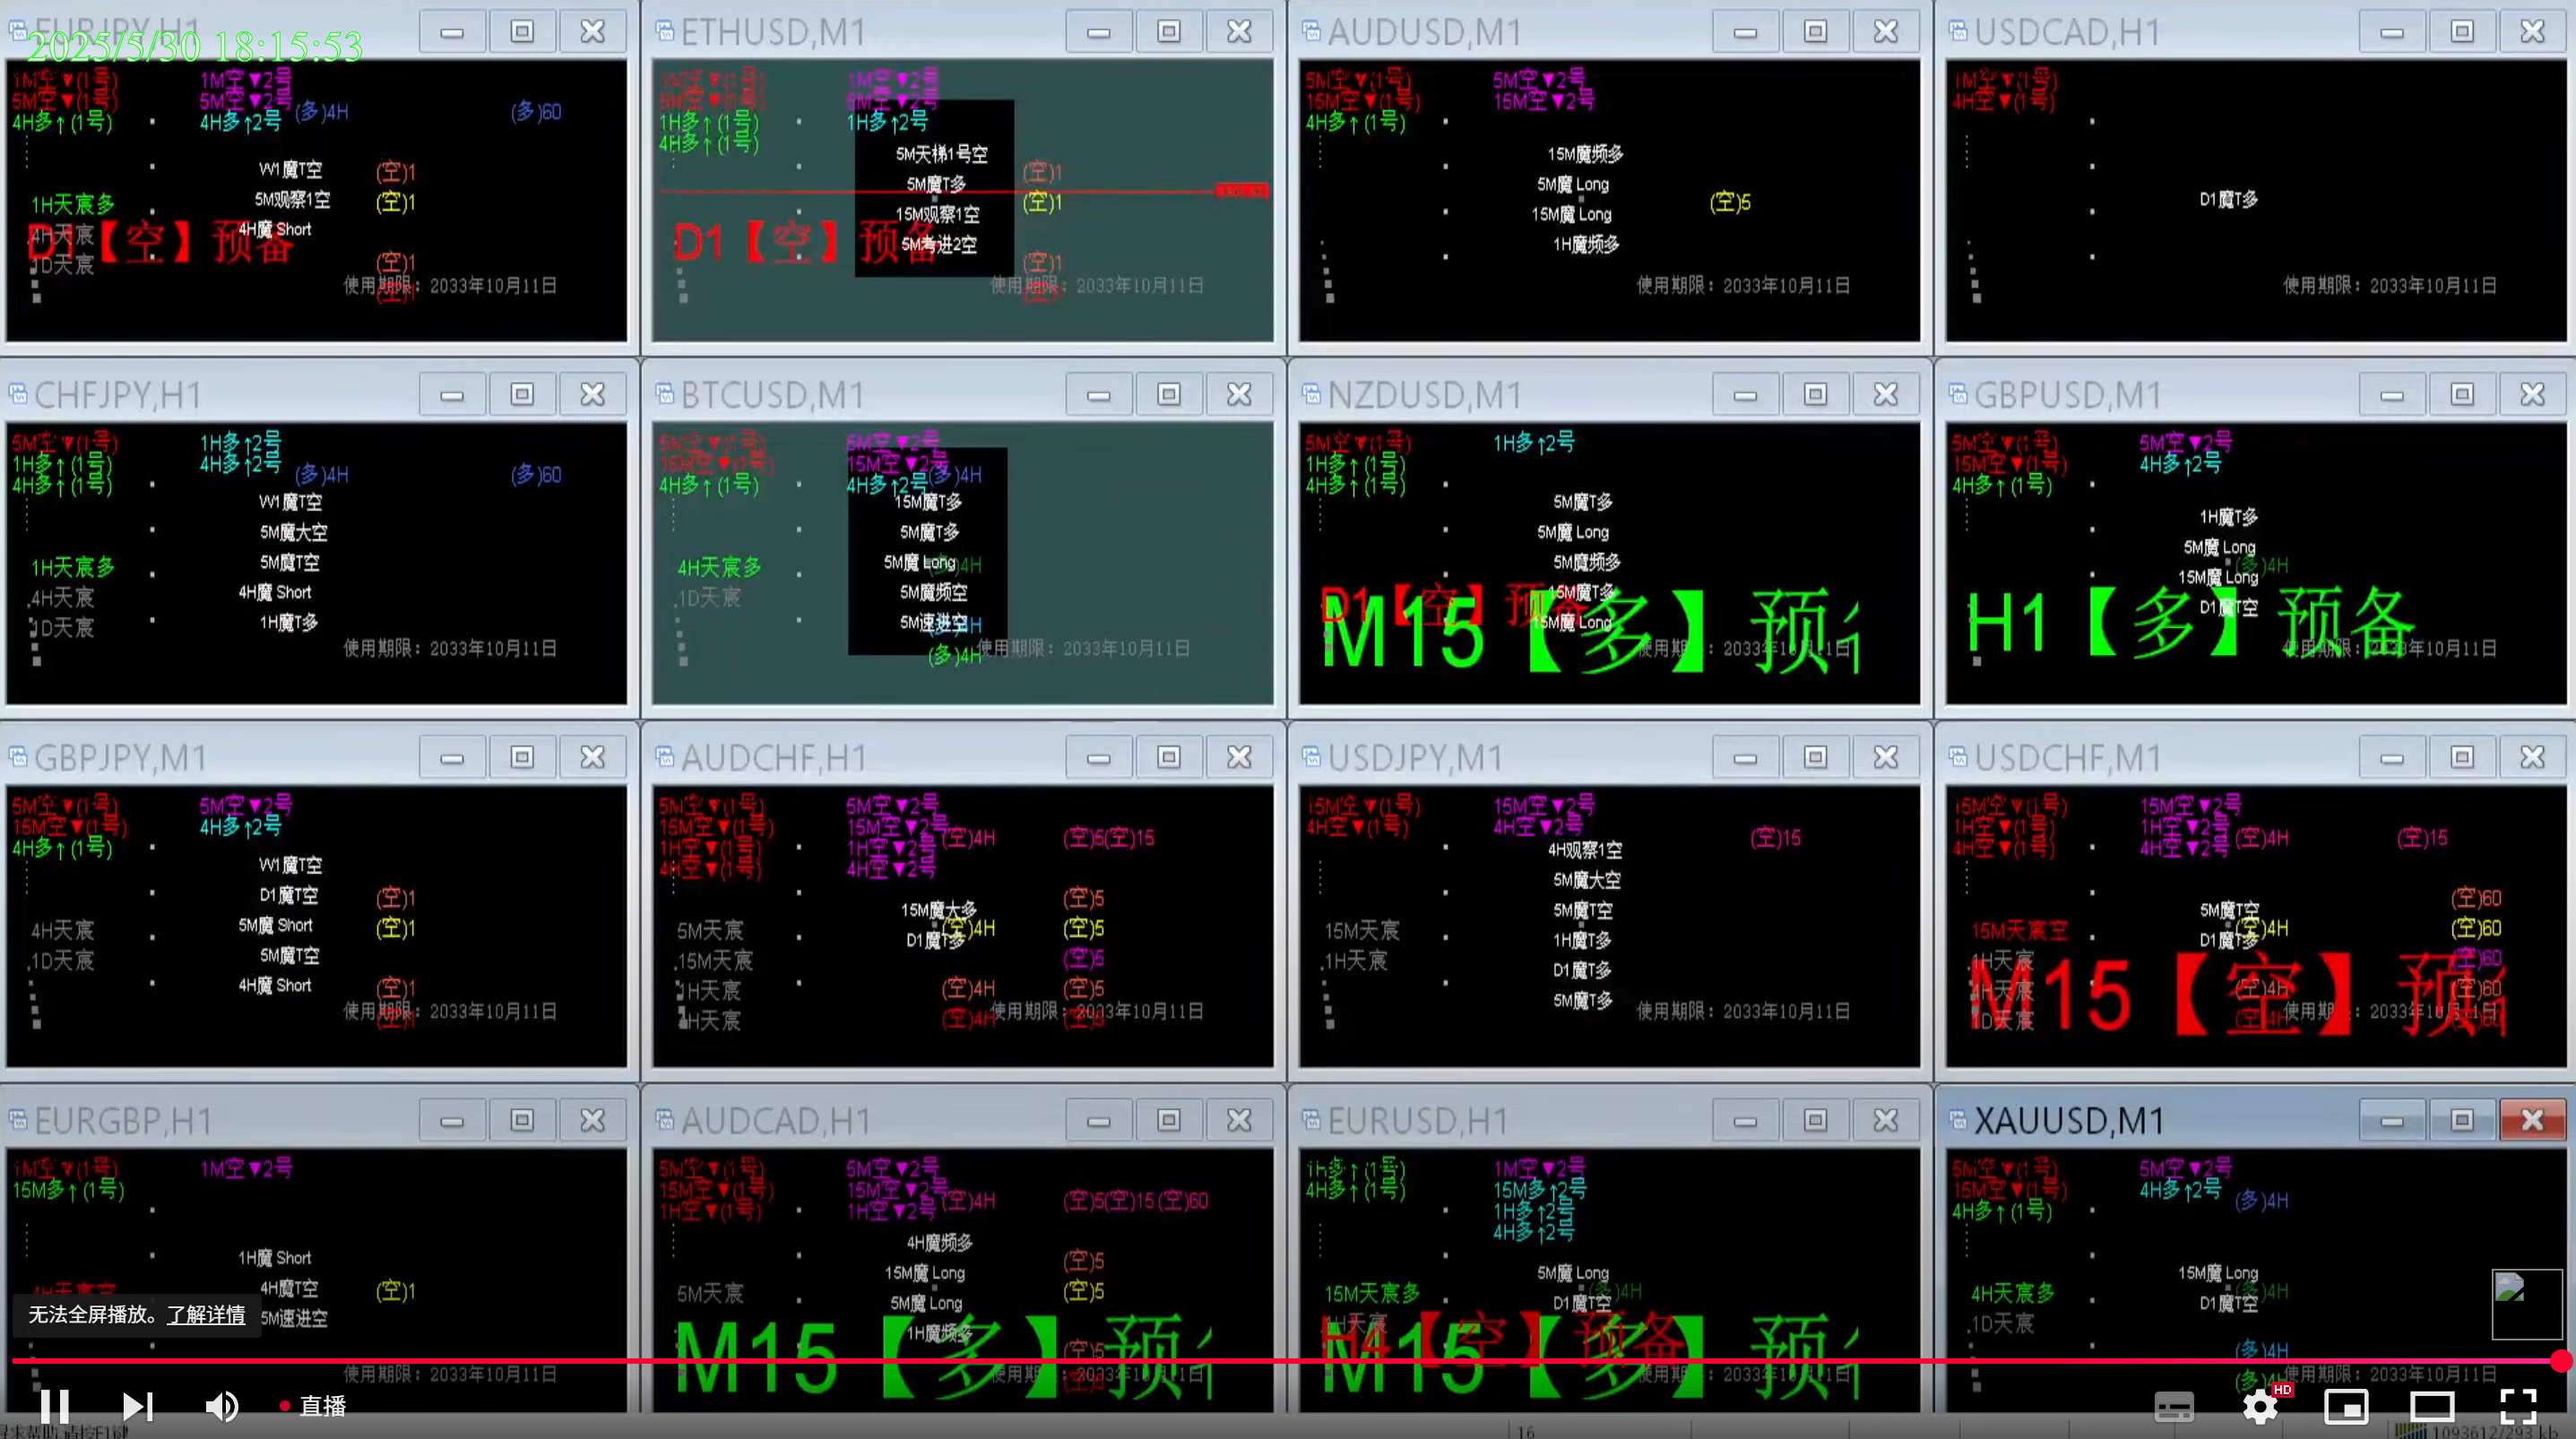 EURJPY,H1
2025/5/30 18:15:53
1M空▼(1号)
5M空▼(1号)
4H多↑(1号)
1M空▼2号
5M空▼2号
4H多↑2号
(多)4H
(多)60
W1魔T空
(空)1
5M观察1空
(空)1
1H天宸多
4H魔 Short
4H天宸
D1【空】预备
1D天宸
(空)1
(空)1
使用期限：2033年10月11日
ETHUSD,M1
1M空▼(1号)
5M空▼(1号)
1H多↑(1号)
4H多↑(1号)
1M空▼2号
5M空▼2号
1H多↑2号
5M天梯1号空
(空)1
5M魔T多
(空)1
15M观察1空
5M考进2空
D1【空】预备
(空)1
(空)1
使用期限：2033年10月11日
AUDUSD,M1
5M空▼(1号)
15M空▼(1号)
4H多↑(1号)
5M空▼2号
15M空▼2号
15M魔频多
5M魔 Long
(空)5
15M魔 Long
1H魔频多
使用期限：2033年10月11日
USDCAD,H1
1M空▼(1号)
4H空▼(1号)
D1魔T多
使用期限：2033年10月11日
CHFJPY,H1
5M空▼(1号)
1H多↑(1号)
4H多↑(1号)
1H多↑2号
4H多↑2号
(多)4H
(多)60
W1魔T空
5M魔大空
5M魔T空
1H天宸多
4H魔 Short
4H天宸
1H魔T多
1D天宸
使用期限：2033年10月11日
BTCUSD,M1
5M空▼(1号)
15M空▼(1号)
4H多↑(1号)
5M空▼2号
15M空▼2号
4H多↑2号
(多)4H
15M魔T多
5M魔T多
5M魔 Long
(多)4H
4H天宸多
5M魔频空
1D天宸
5M速进空
(多)4H
(多)4H
使用期限：2033年10月11日
NZDUSD,M1
5M空▼(1号)
1H多↑(1号)
4H多↑(1号)
1H多↑2号
5M魔T多
5M魔 Long
5M魔频多
15M魔T多
15M魔 Long
D1【空】预备
M15【多】预
使用期限：2033年10月11日
GBPUSD,M1
5M空▼(1号)
15M空▼(1号)
4H多↑(1号)
5M空▼2号
4H多↑2号
1H魔T多
5M魔 Long
(多)4H
15M魔 Long
D1魔T空
H1【多】预备
使用期限：2033年10月11日
GBPJPY,M1
5M空▼(1号)
15M空▼(1号)
4H多↑(1号)
5M空▼2号
4H多↑2号
W1魔T空
D1魔T空
(空)1
5M魔 Short
(空)1
4H天宸
5M魔T空
1D天宸
4H魔 Short
(空)1
(空)1
使用期限：2033年10月11日
AUDCHF,H1
5M空▼(1号)
15M空▼(1号)
1H空▼(1号)
4H空▼(1号)
5M空▼2号
15M空▼2号
1H空▼2号
4H空▼2号
(空)4H
(空)5(空)15
(空)5
15M魔大多
(空)4H
(空)5
5M天宸
D1魔T多
15M天宸
(空)5
1H天宸
(空)4H
(空)5
4H天宸
(空)4H
(空)5
使用期限：2033年10月11日
USDJPY,M1
15M空▼(1号)
4H空▼(1号)
15M空▼2号
4H空▼2号
(空)15
4H观察1空
5M魔大空
5M魔T空
15M天宸
1H魔T多
1H天宸
D1魔T多
5M魔T多
使用期限：2033年10月11日
USDCHF,M1
15M空▼(1号)
1H空▼(1号)
4H空▼(1号)
15M空▼2号
1H空▼2号
4H空▼2号
(空)4H
(空)15
(空)60
5M魔T空
(空)4H
(空)60
15M天宸空
D1魔T多
1H天宸
(空)60
4H天宸
(空)4H
(空)60
1D天宸
(空)4H
(空)60
M15【空】预
使用期限：2033年10月11日
EURGBP,H1
1M空▼(1号)
15M多↑(1号)
1M空▼2号
1H魔 Short
4H天宸空
4H魔T空
(空)1
5M速进空
无法全屏播放。了解详情
使用期限：2033年10月11日
AUDCAD,H1
5M空▼(1号)
15M空▼(1号)
1H空▼(1号)
5M空▼2号
15M空▼2号
1H空▼2号
(空)4H
(空)5(空)15(空)60
4H魔频多
(空)5
15M魔 Long
5M天宸
5M魔 Long
(空)5
1H魔频多
(空)5
M15【多】预
使用期限：2033年10月11日
EURUSD,H1
1H多↑(1号)
4H多↑(1号)
1M空▼2号
15M多↑2号
1H多↑2号
4H多↑2号
5M魔 Long
(多)4H
15M天宸多
D1魔T空
1H天宸
H4【空】预备
M15【多】预
使用期限：2033年10月11日
XAUUSD,M1
5M空▼(1号)
15M空▼(1号)
4H多↑(1号)
5M空▼2号
4H多↑2号
(多)4H
15M魔 Long
(多)4H
4H天宸多
D1魔T空
1D天宸
(多)4H
(多)4H
使用期限：2033年10月11日
直播
HD
16
1093612/293 kb